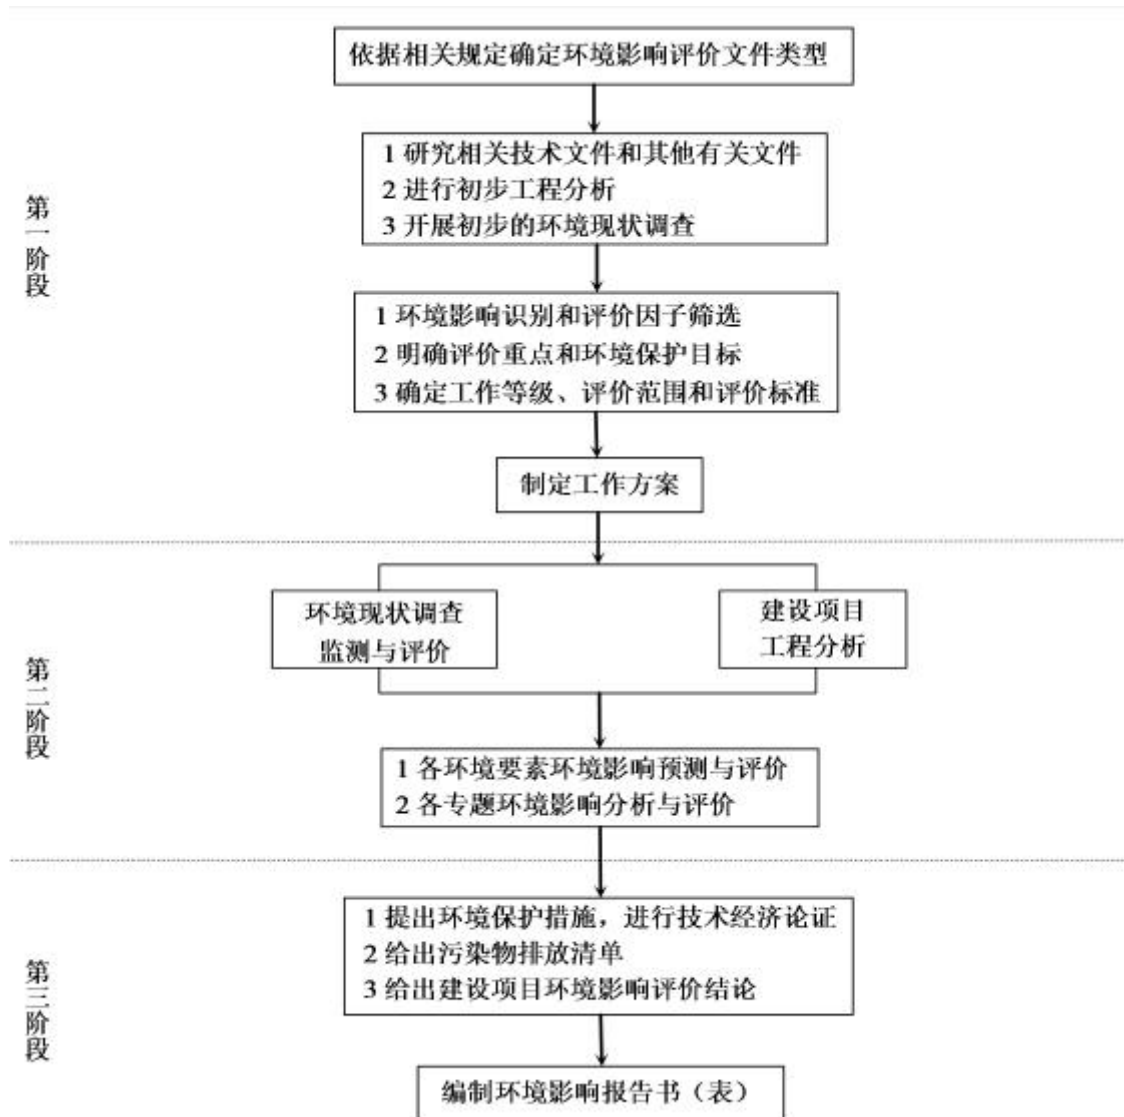 依据相关规定确定环境影响评价文件类型
1 研究相关技术文件和其他有关文件
2 进行初步工程分析
3 开展初步的环境现状调查
第一阶段
1 环境影响识别和评价因子筛选
2 明确评价重点和环境保护目标
3 确定工作等级、评价范围和评价标准
制定工作方案
环境现状调查
监测与评价
建设项目
工程分析
第二阶段
1 各环境要素环境影响预测与评价
2 各专题环境影响分析与评价
1 提出环境保护措施，进行技术经济论证
2 给出污染物排放清单
3 给出建设项目环境影响评价结论
第三阶段
编制环境影响报告书（表）